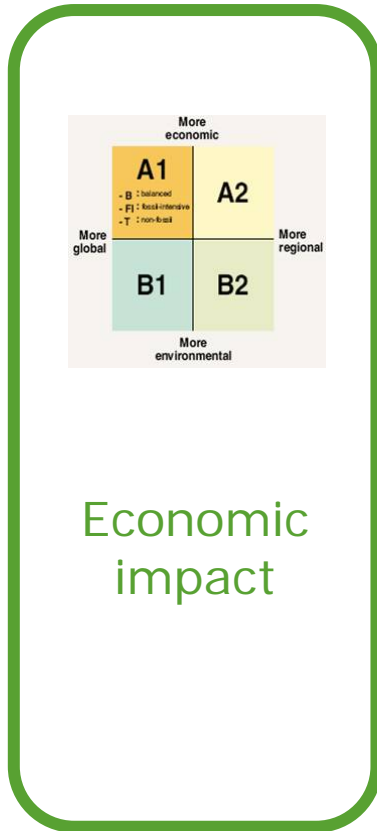 More
economic
A1
- B : balanced
- FI : fossil-intensive
- T : non-fossil
A2
More
global
More
regional
B1
B2
More
environmental
Economic
impact